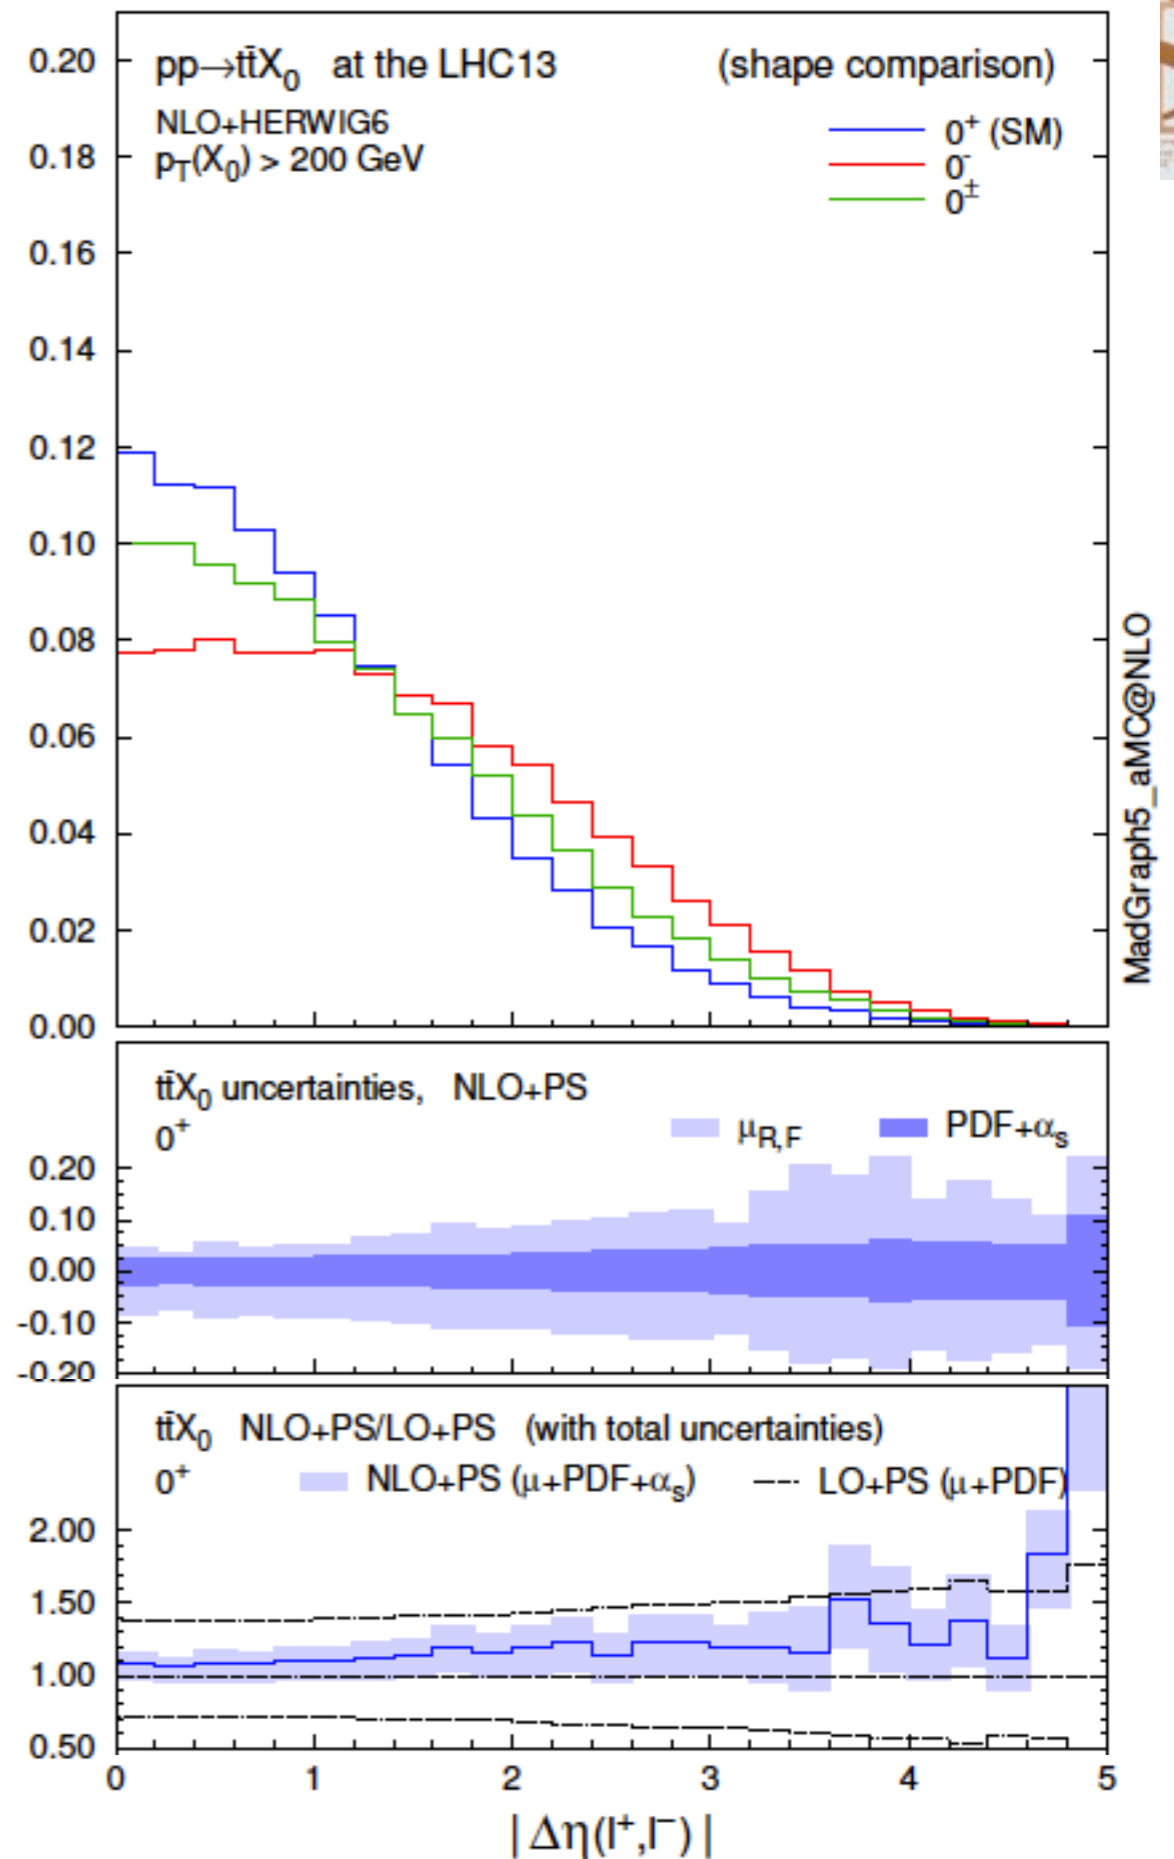 pp→tt̄X₀ at the LHC13 (shape comparison)
NLO+HERWIG6
p_T(X₀) > 200 GeV
0⁺ (SM)
0⁻
0^±
0.20
0.18
0.16
0.14
0.12
0.10
0.08
0.06
0.04
0.02
0.00
MadGraph5_aMC@NLO
tt̄X₀ uncertainties, NLO+PS
0⁺ μ_R,F PDF+α_s
0.20
0.10
0.00
-0.10
-0.20
tt̄X₀ NLO+PS/LO+PS (with total uncertainties)
0⁺ NLO+PS (μ+PDF+α_s) LO+PS (μ+PDF)
2.00
1.50
1.00
0.50
0 1 2 3 4 5
| Δη(l⁺,l⁻) |